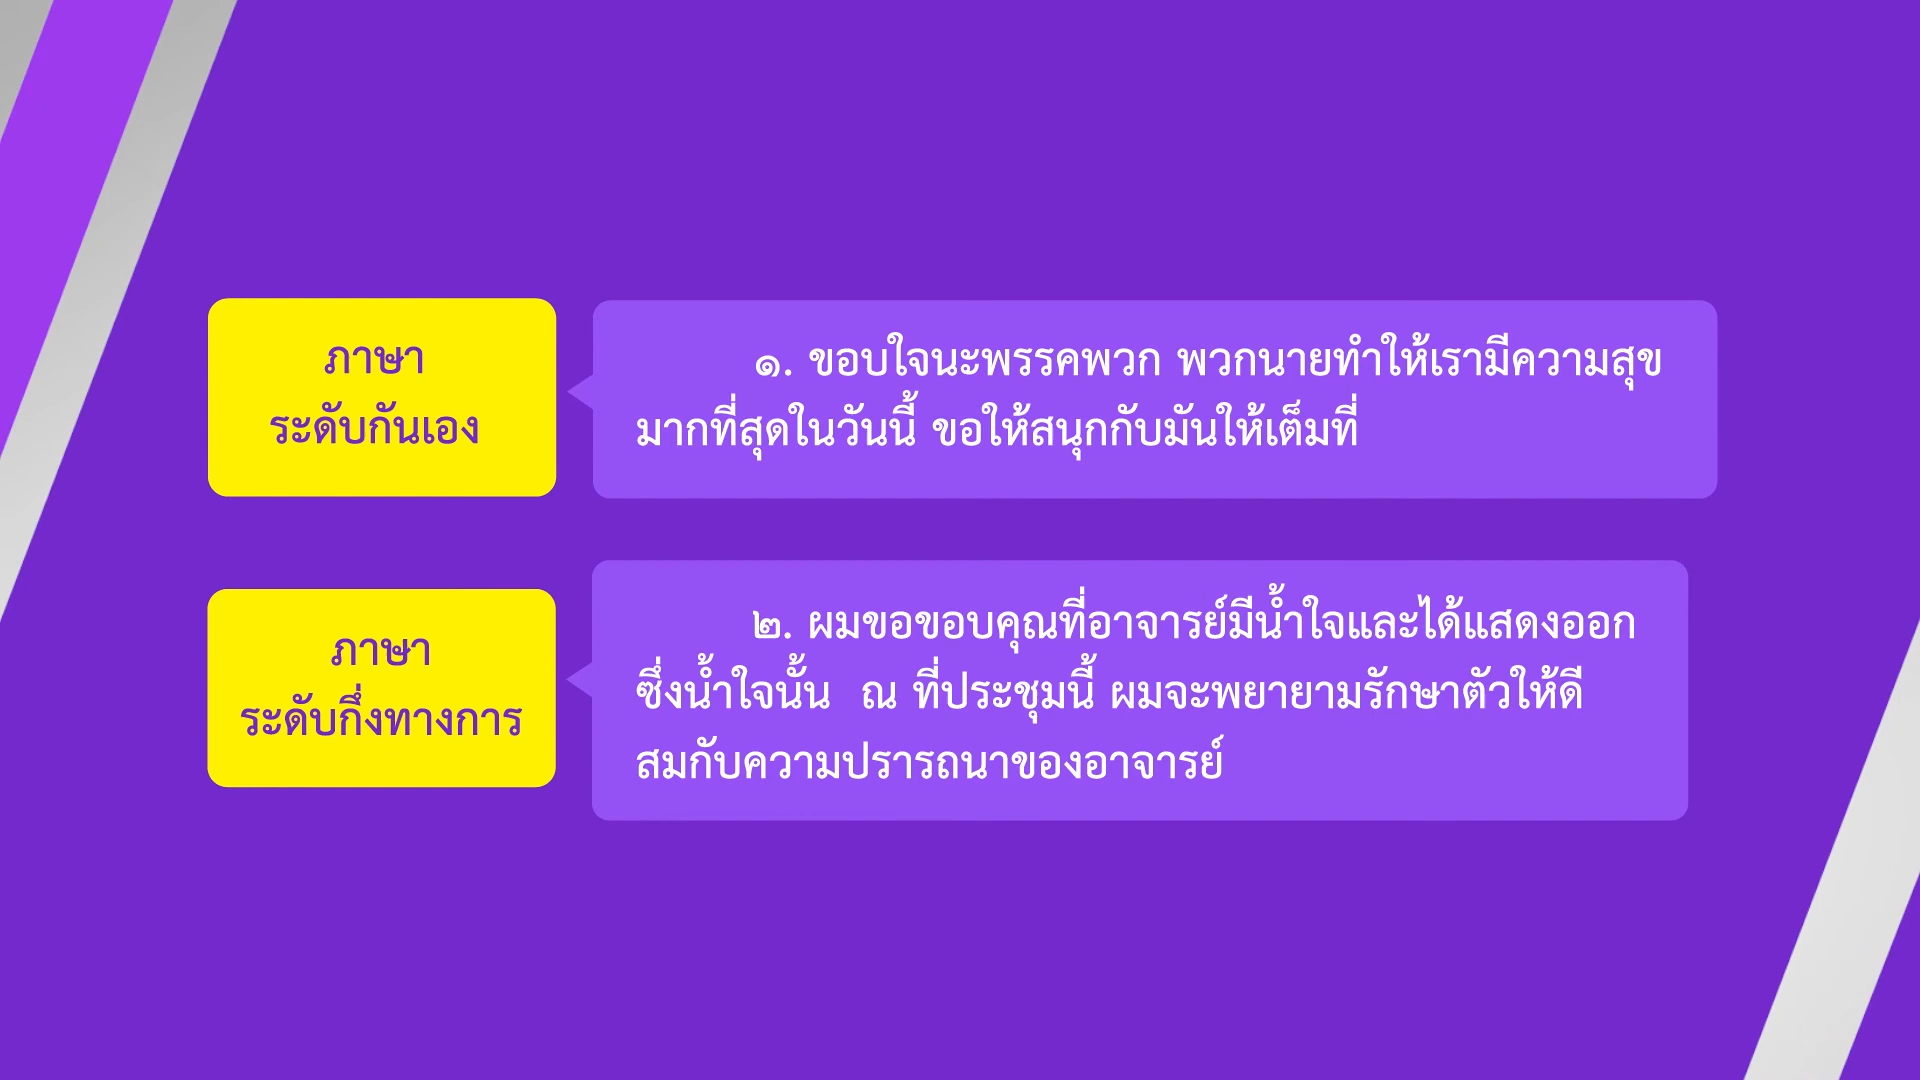 ภาษา
ระดับกันเอง
๑. ขอบใจนะพรรคพวก พวกนายทำให้เรามีความสุข
มากที่สุดในวันนี้ ขอให้สนุกกับมันให้เต็มที่
ภาษา
ระดับกึ่งทางการ
๒. ผมขอขอบคุณที่อาจารย์มีน้ำใจและได้แสดงออก
ซึ่งน้ำใจนั้น ณ ที่ประชุมนี้ ผมจะพยายามรักษาตัวให้ดี
สมกับความปรารถนาของอาจารย์